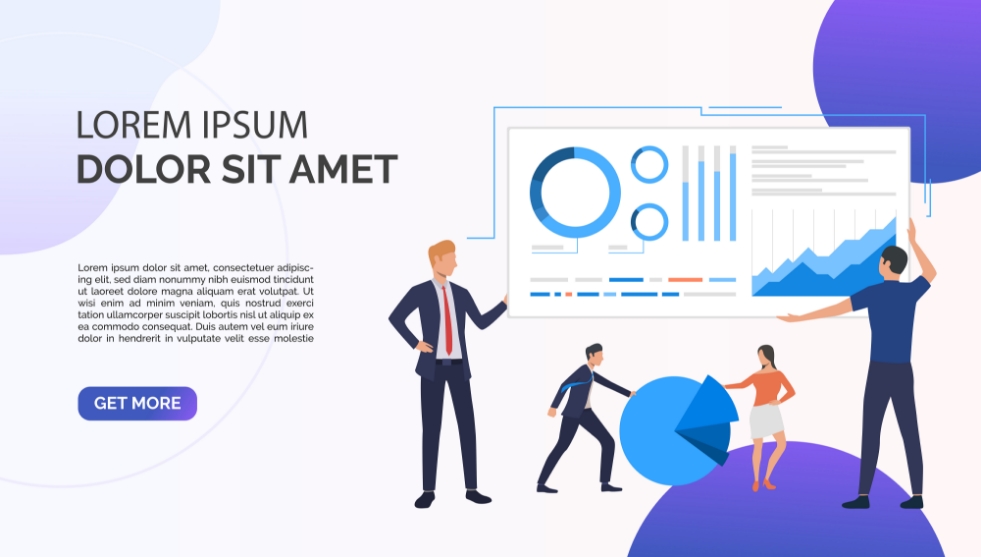 LOREM IPSUM
DOLOR SIT AMET
Lorem ipsum dolor sit amet, consectetuer adipisc-
ing elit, sed diam nonummy nibh euismod tincidunt
ut laoreet dolore magna aliquam erat volutpat. Ut
wisi enim ad minim veniam, quis nostrud exerci
tation ullamcorper suscipit lobortis nisl ut aliquip ex
ea commodo consequat. Duis autem vel eum iriure
dolor in hendrerit in vulputate velit esse molestie
GET MORE